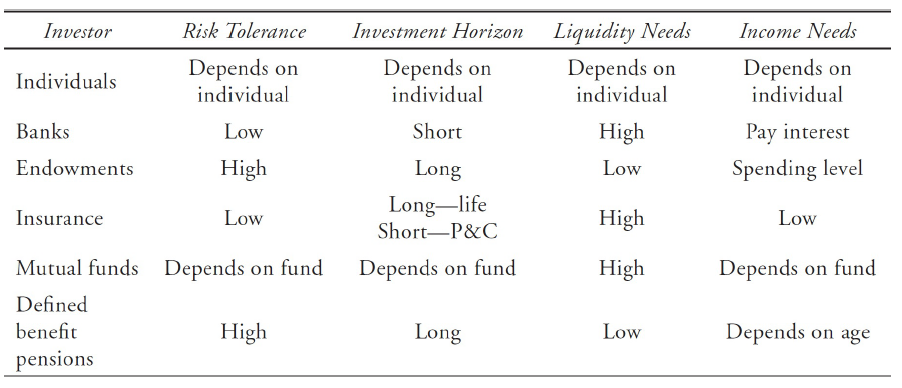 Investor Risk Tolerance Investment Horizon Liquidity Needs Income Needs
Individuals Depends on individual Depends on individual Depends on individual Depends on individual
Banks Low Short High Pay interest
Endowments High Long Low Spending level
Insurance Low Long—life Short—P&C High Low
Mutual funds Depends on fund Depends on fund High Depends on fund
Defined benefit pensions High Long Low Depends on age